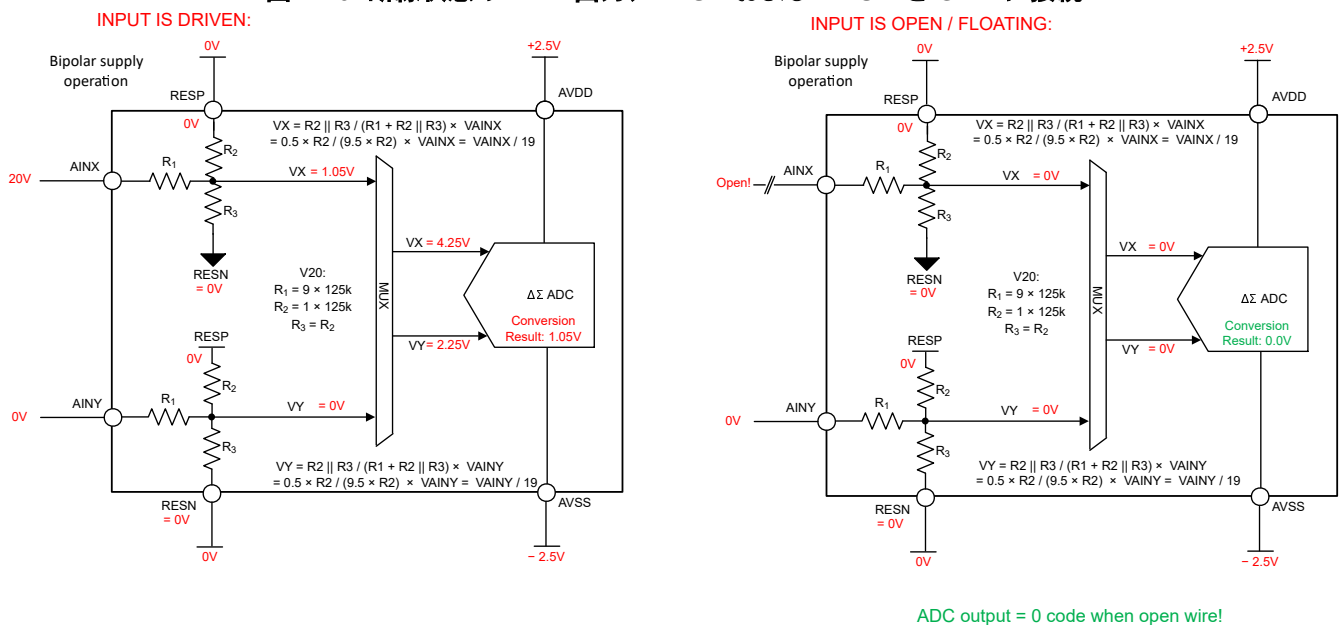 INPUT IS DRIVEN:
0V
+2.5V
Bipolar supply
operation
RESP
AVDD
0V
VX = R2 || R3 / (R1 + R2 || R3) × VAINX
= 0.5 × R2 / (9.5 × R2) × VAINX = VAINX / 19
R2
20V
AINX
R1
VX = 1.05V
R3
VX = 4.25V
RESN
= 0V
V20:
R1 = 9 × 125k
R2 = 1 × 125k
R3 = R2
MUX
ΔΣ ADC
Conversion
Result: 1.05V
RESP
VY = 2.25V
0V
R2
0V
AINY
R1
VY = 0V
R3
VY = R2 || R3 / (R1 + R2 || R3) × VAINY
= 0.5 × R2 / (9.5 × R2) × VAINY = VAINY / 19
RESN
= 0V
AVSS
0V
− 2.5V
INPUT IS OPEN / FLOATING:
0V
+2.5V
Bipolar supply
operation
RESP
AVDD
0V
VX = R2 || R3 / (R1 + R2 || R3) × VAINX
= 0.5 × R2 / (9.5 × R2) × VAINX = VAINX / 19
R2
Open!
AINX
R1
VX = 0V
R3
VX = 0V
RESN
= 0V
V20:
R1 = 9 × 125k
R2 = 1 × 125k
R3 = R2
MUX
ΔΣ ADC
Conversion
Result: 0.0V
RESP
VY = 0V
0V
R2
0V
AINY
R1
VY = 0V
R3
VY = R2 || R3 / (R1 + R2 || R3) × VAINY
= 0.5 × R2 / (9.5 × R2) × VAINY = VAINY / 19
RESN
= 0V
AVSS
0V
− 2.5V
ADC output = 0 code when open wire!